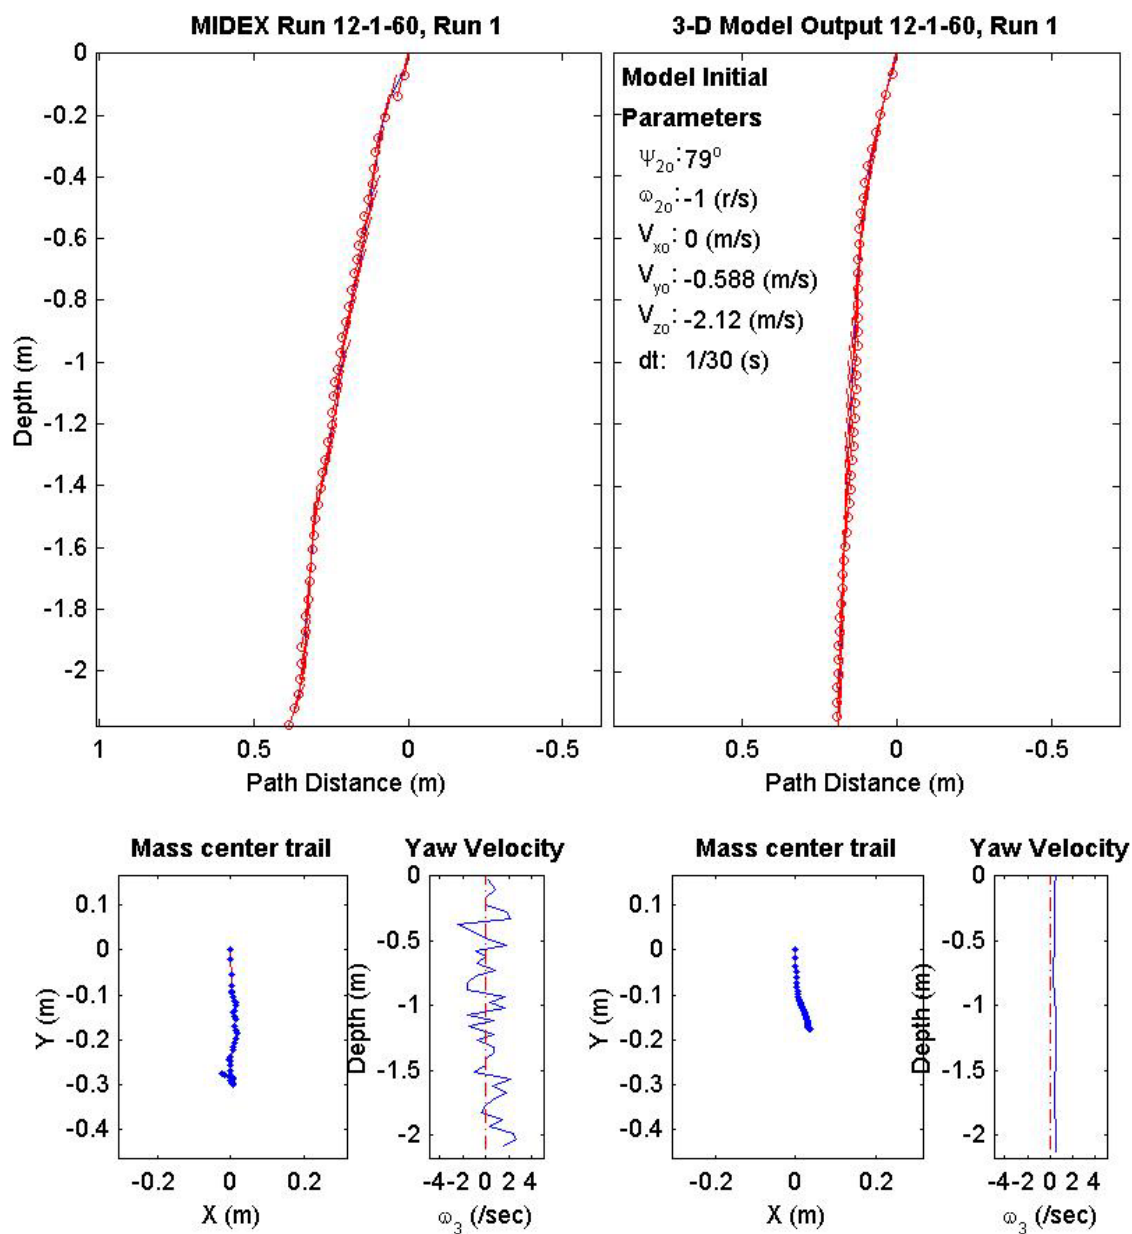 MIDEX Run 12-1-60, Run 1
3-D Model Output 12-1-60, Run 1
0
-0.2
-0.4
-0.6
-0.8
-1
-1.2
-1.4
-1.6
-1.8
-2
Depth (m)
1 0.5 0 -0.5
Path Distance (m)
Model Initial
Parameters
Ψ2o: 79o
ω2o: -1 (r/s)
Vxo: 0 (m/s)
Vyo: -0.588 (m/s)
Vzo: -2.12 (m/s)
dt: 1/30 (s)
0.5 0 -0.5
Path Distance (m)
Mass center trail
0.1
0
-0.1
-0.2
-0.3
-0.4
Y (m)
-0.2 0 0.2
X (m)
Yaw Velocity
0
-0.5
-1
-1.5
-2
Depth (m)
-4-2 0 2 4
ω3 (/sec)
Mass center trail
0.1
0
-0.1
-0.2
-0.3
-0.4
Y (m)
-0.2 0 0.2
X (m)
Yaw Velocity
0
-0.5
-1
-1.5
-2
Depth (m)
-4-2 0 2 4
ω3 (/sec)